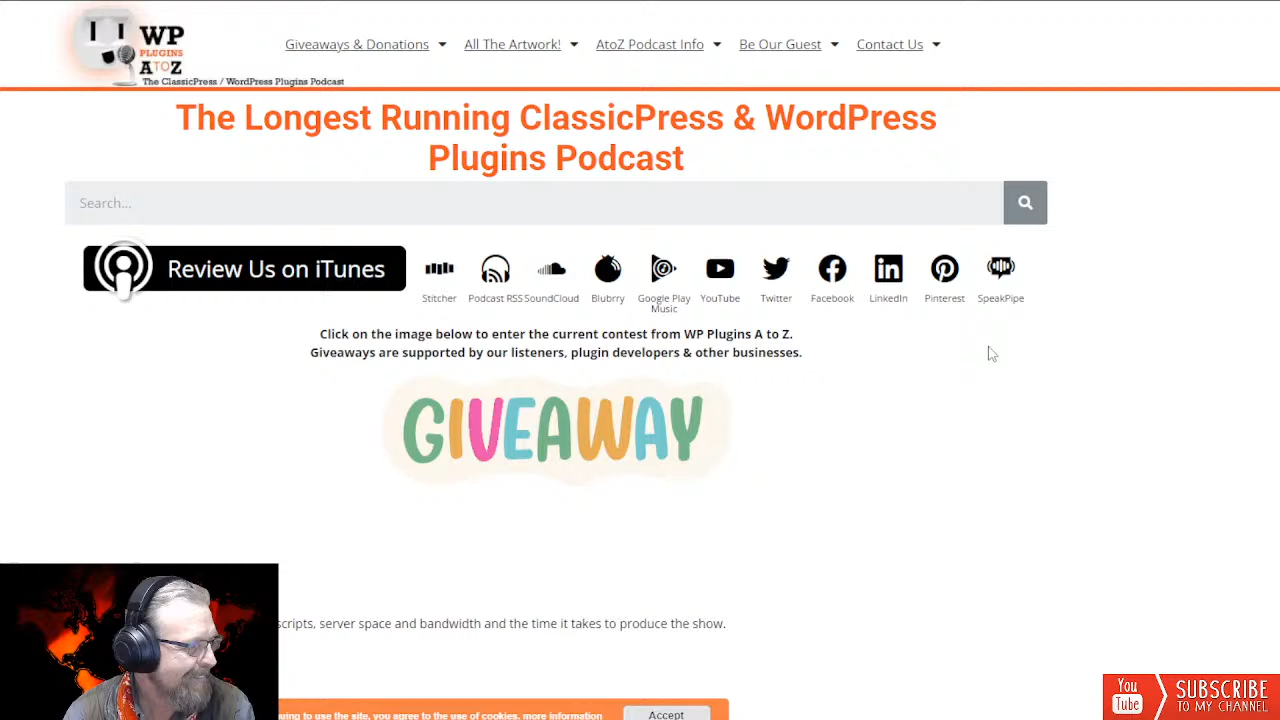 WP
PLUGINS
A TO Z
The ClassicPress / WordPress Plugins Podcast
Giveaways & Donations All The Artwork! AtoZ Podcast Info Be Our Guest Contact Us
The Longest Running ClassicPress & WordPress
Plugins Podcast
Search...
Review Us on iTunes
Stitcher Podcast RSS SoundCloud Blubrry Google Play Music YouTube Twitter Facebook LinkedIn Pinterest SpeakPipe
Click on the image below to enter the current contest from WP Plugins A to Z.
Giveaways are supported by our listeners, plugin developers & other businesses.
GIVEAWAY
scripts, server space and bandwidth and the time it takes to produce the show.
to use the site, you agree to the use of cookies. more information Accept
You
Tube
SUBSCRIBE
TO MY CHANNEL